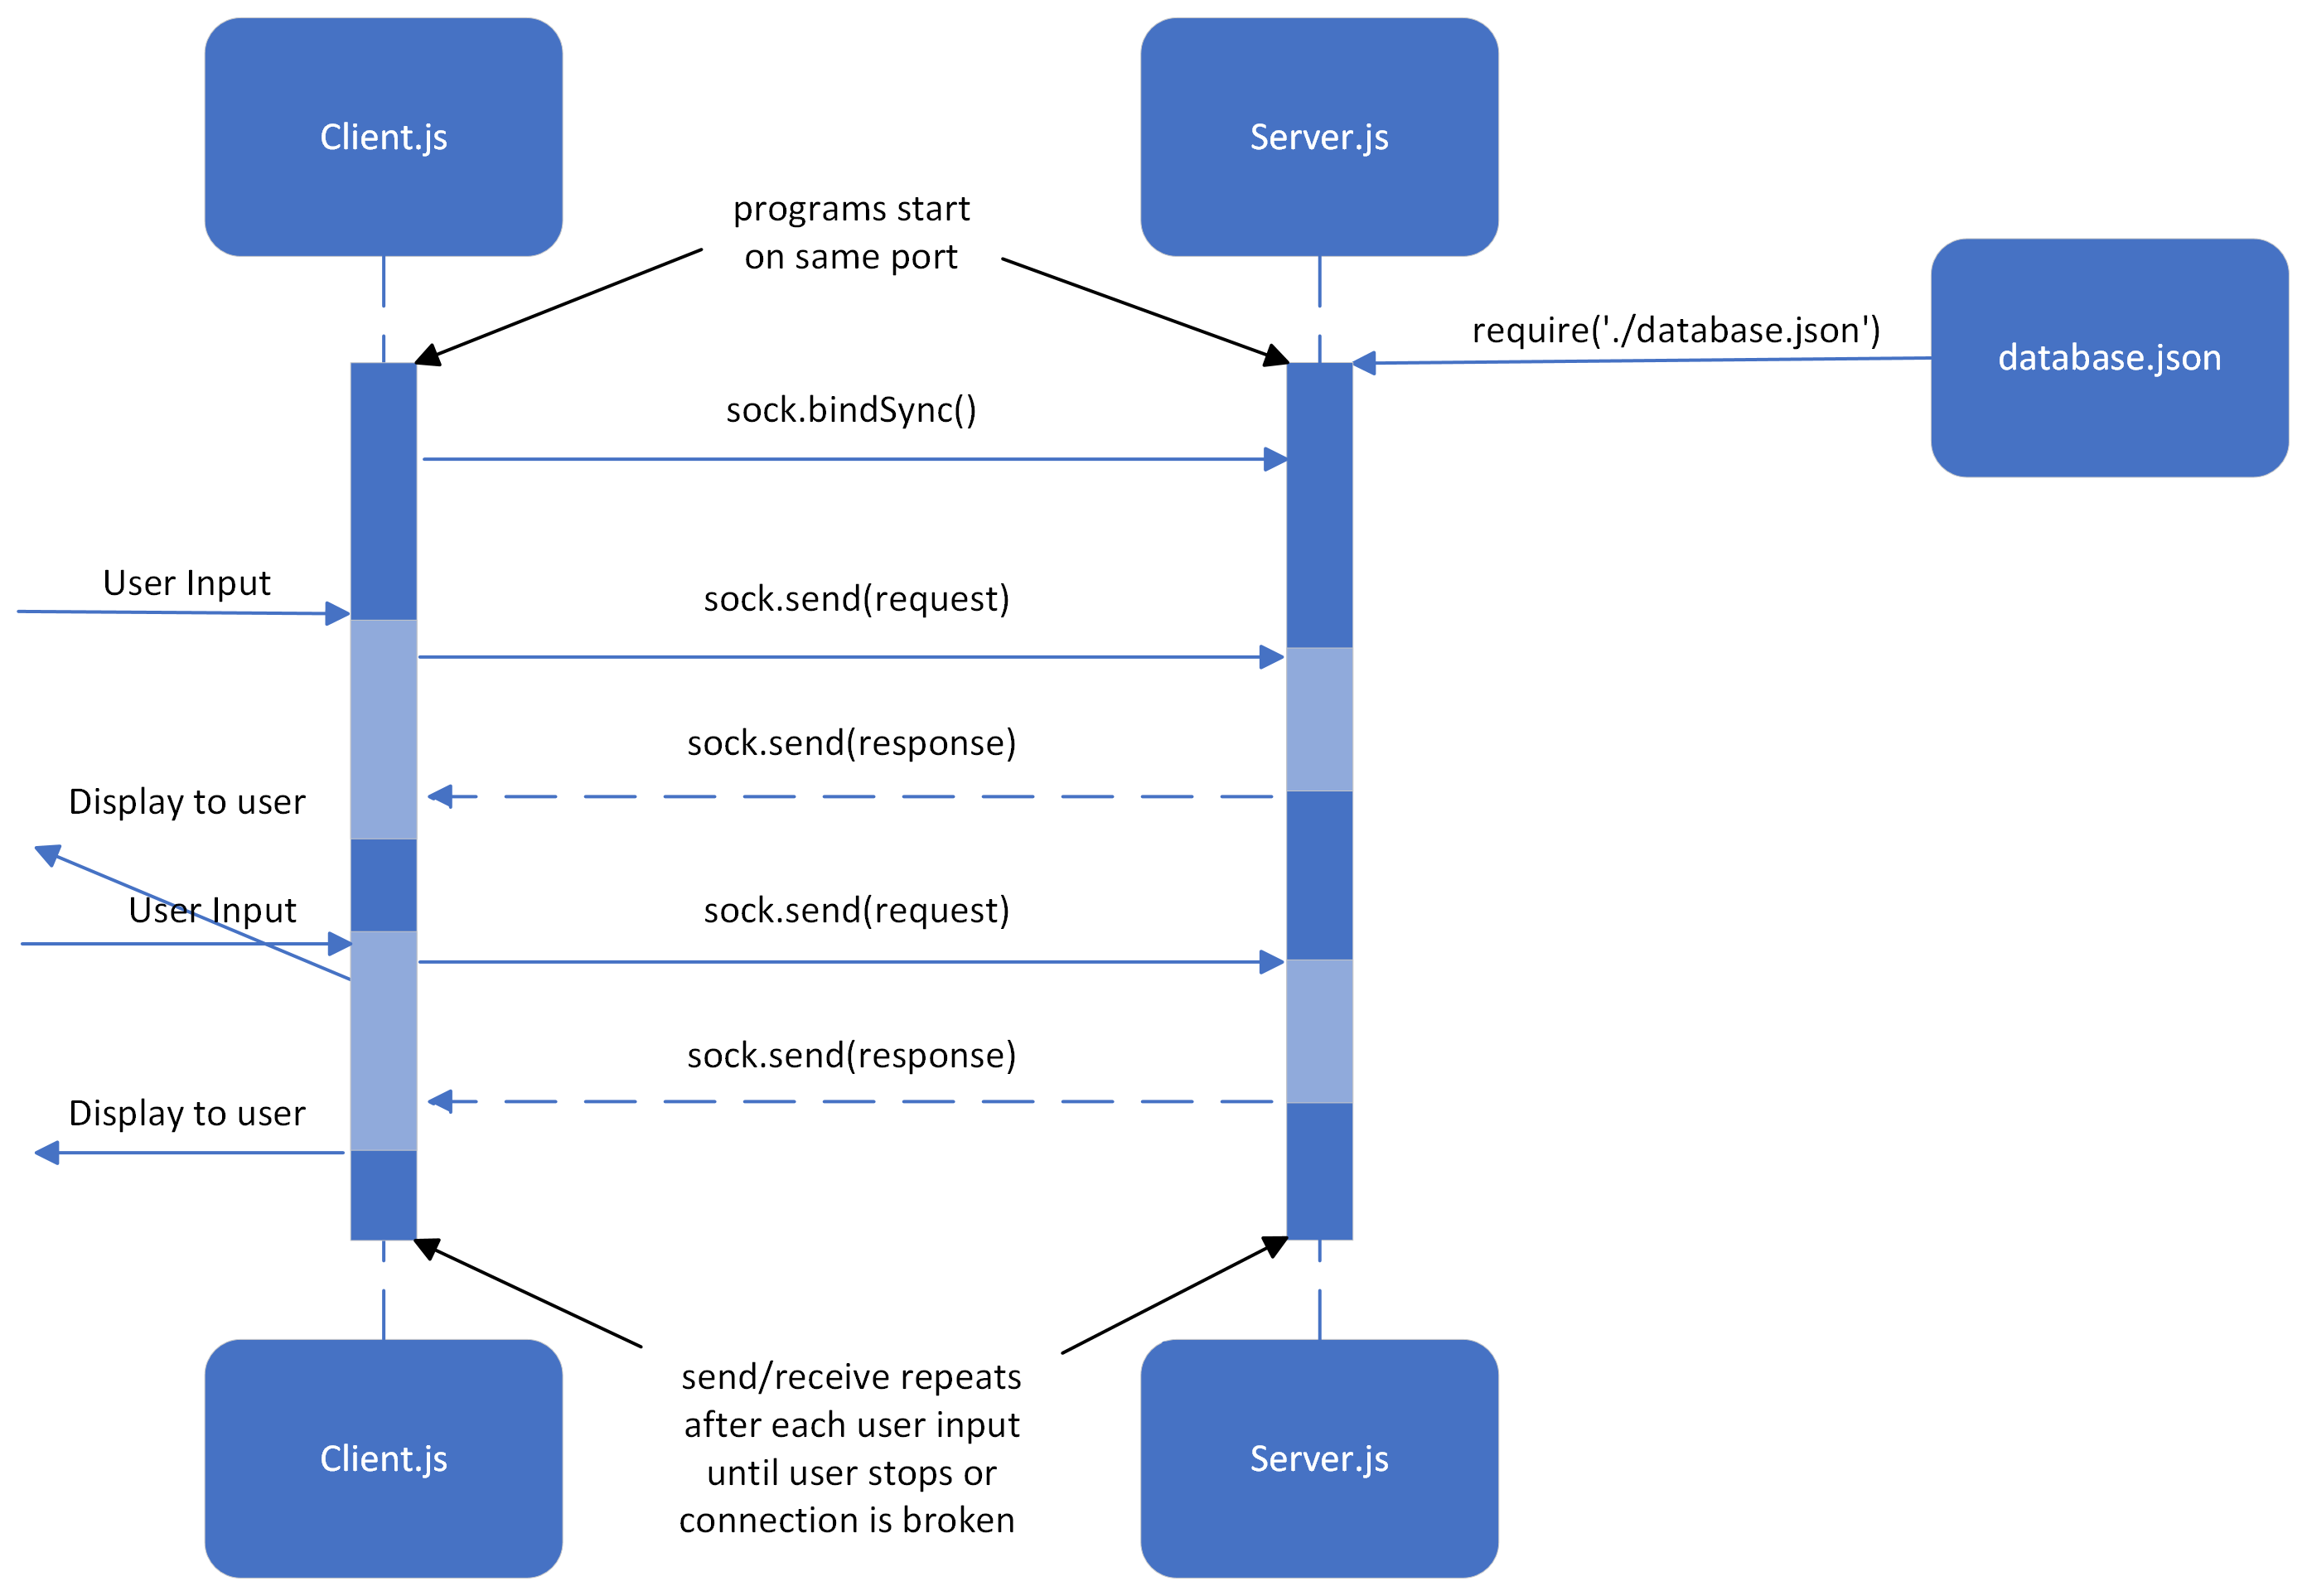 Client.js
Server.js
programs start
on same port
require('./database.json')
database.json
sock.bindSync()
User Input
sock.send(request)
sock.send(response)
Display to user
User Input
sock.send(request)
sock.send(response)
Display to user
send/receive repeats
after each user input
until user stops or
connection is broken
Client.js
Server.js